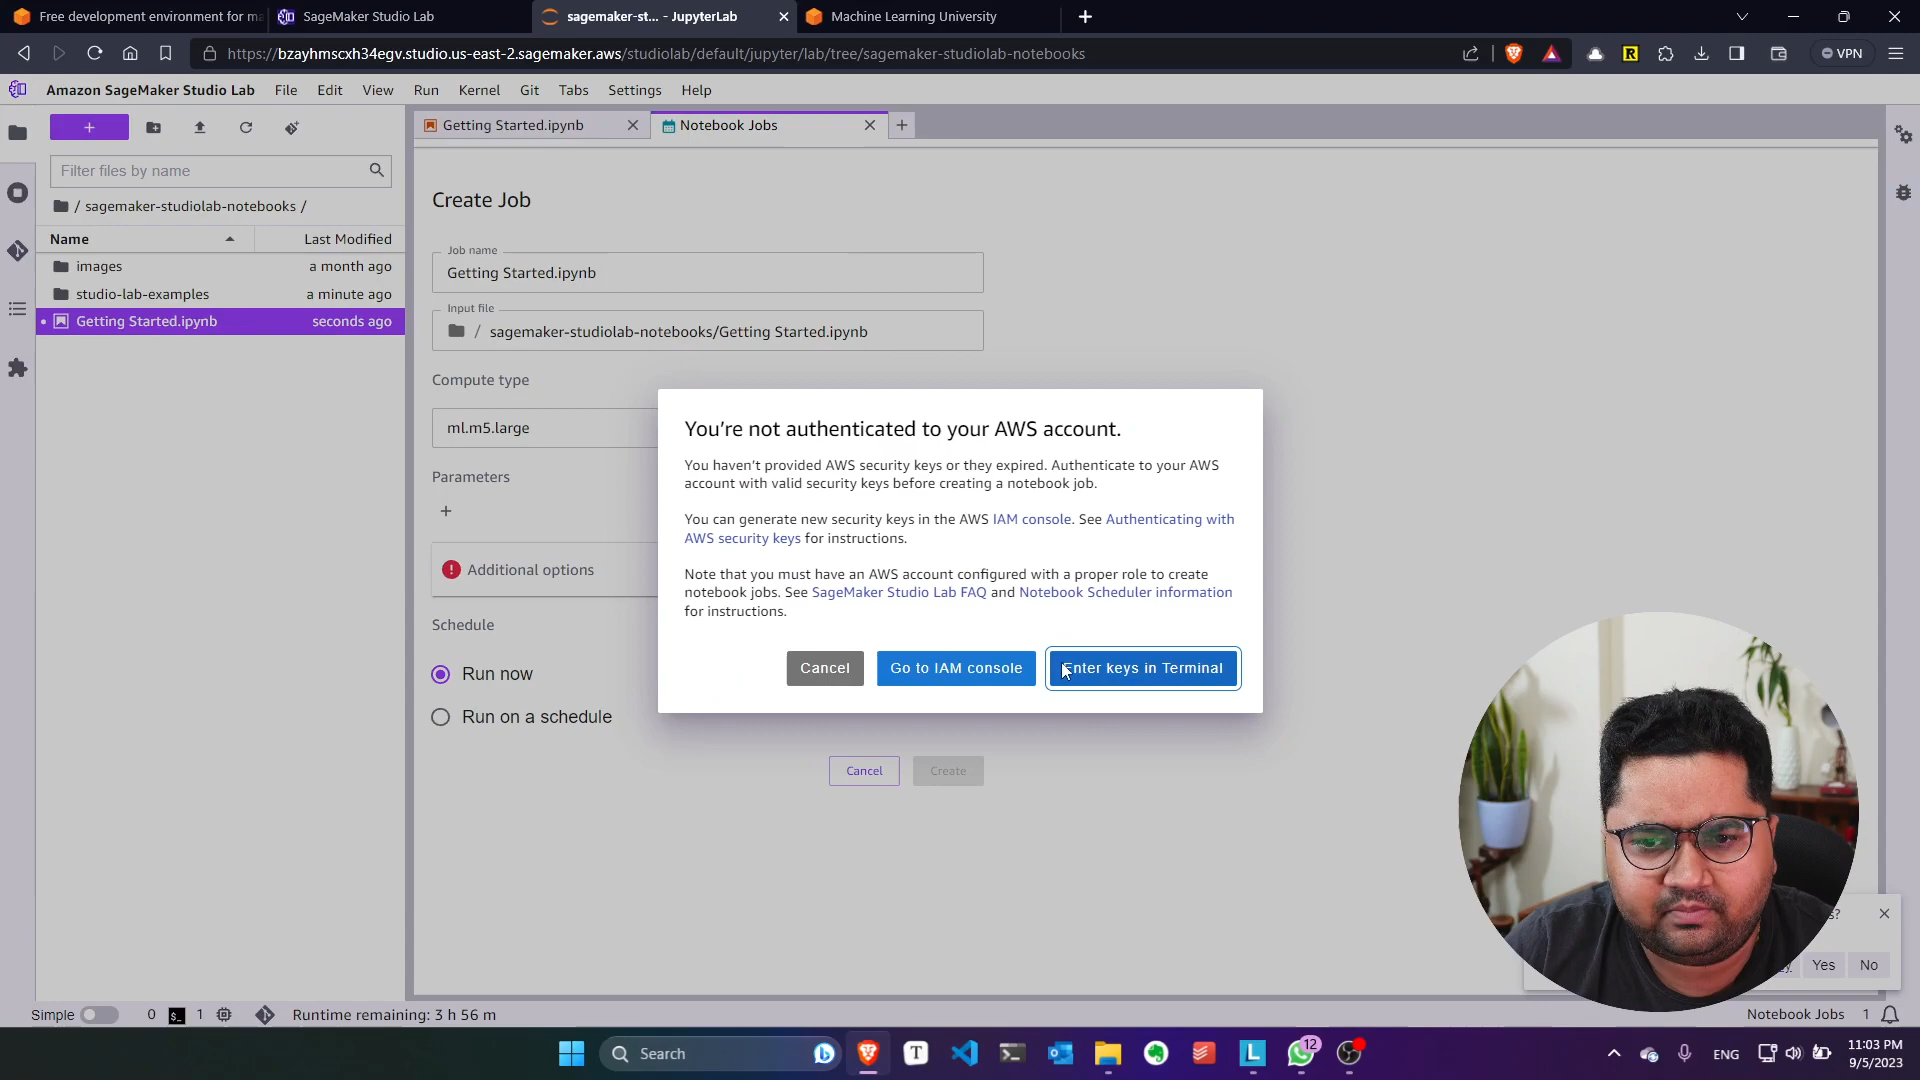 Free development environment for ma
SageMaker Studio Lab
sagemaker-st... - JupyterLab
Machine Learning University
https://bzayhmscxh34egv.studio.us-east-2.sagemaker.aws/studiolab/default/jupyter/lab/tree/sagemaker-studiolab-notebooks
VPN
Amazon SageMaker Studio Lab File Edit View Run Kernel Git Tabs Settings Help
Getting Started.ipynb
Notebook Jobs
Filter files by name
/ sagemaker-studiolab-notebooks /
Name Last Modified
images a month ago
studio-lab-examples a minute ago
Getting Started.ipynb seconds ago
Create Job
Job name
Getting Started.ipynb
Input file
/ sagemaker-studiolab-notebooks/Getting Started.ipynb
Compute type
ml.m5.large
Parameters
Additional options
Schedule
Run now
Run on a schedule
Cancel Create
You're not authenticated to your AWS account.
You haven't provided AWS security keys or they expired. Authenticate to your AWS
account with valid security keys before creating a notebook job.
You can generate new security keys in the AWS IAM console. See Authenticating with
AWS security keys for instructions.
Note that you must have an AWS account configured with a proper role to create
notebook jobs. See SageMaker Studio Lab FAQ and Notebook Scheduler information
for instructions.
Cancel Go to IAM console Enter keys in Terminal
Yes No
Simple 0 1 Runtime remaining: 3 h 56 m
Notebook Jobs 1
Search
12
ENG
11:03 PM
9/5/2023